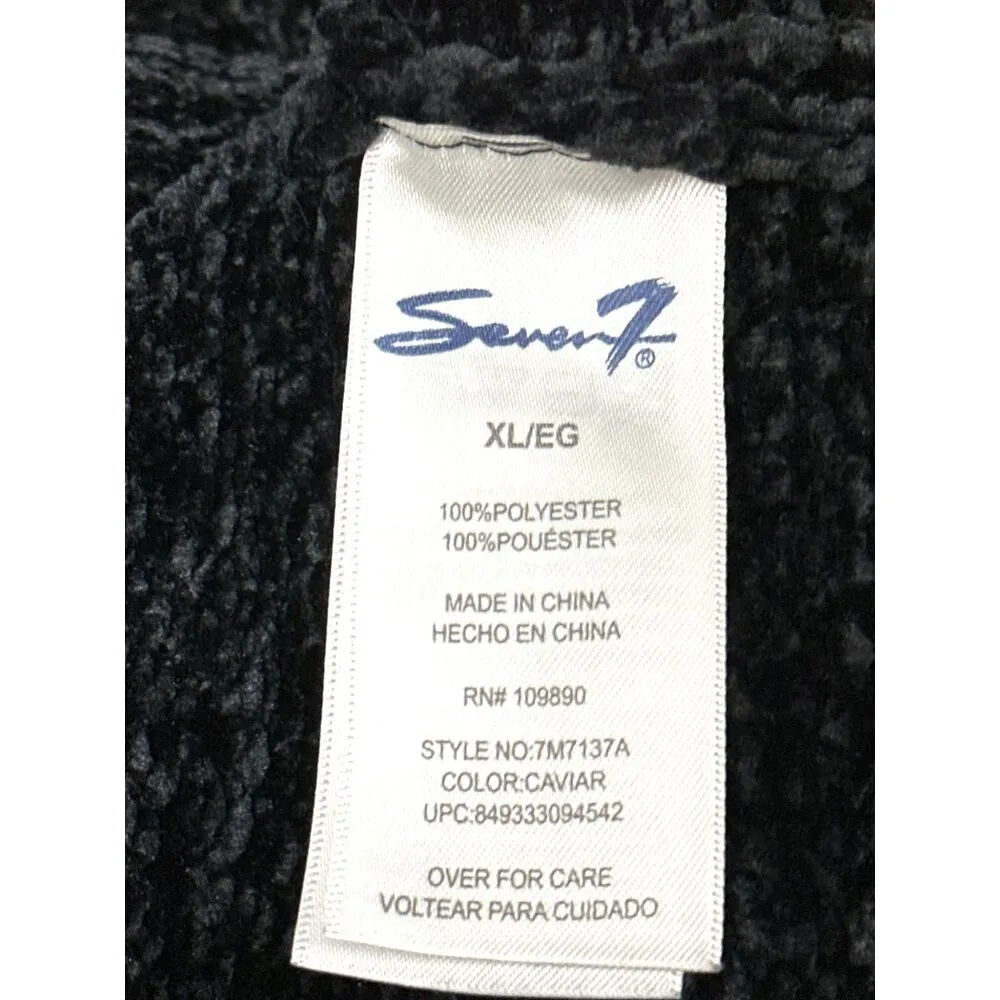 Seven7®
XL/EG
100%POLYESTER
100%POUÉSTER
MADE IN CHINA
HECHO EN CHINA
RN# 109890
STYLE NO:7M7137A
COLOR:CAVIAR
UPC:849333094542
OVER FOR CARE
VOLTEAR PARA CUIDADO